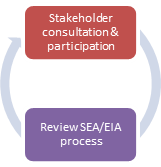 Stakeholder
consultation &
participation
Review SEA/EIA
process